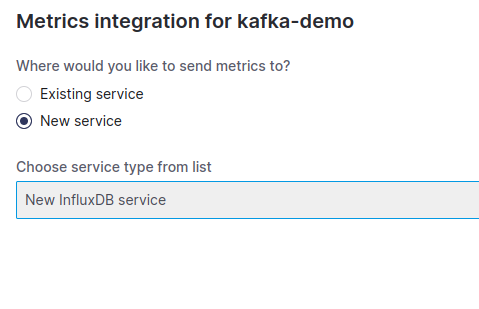 Metrics integration for kafka-demo
Where would you like to send metrics to?
Existing service
New service
Choose service type from list
New InfluxDB service